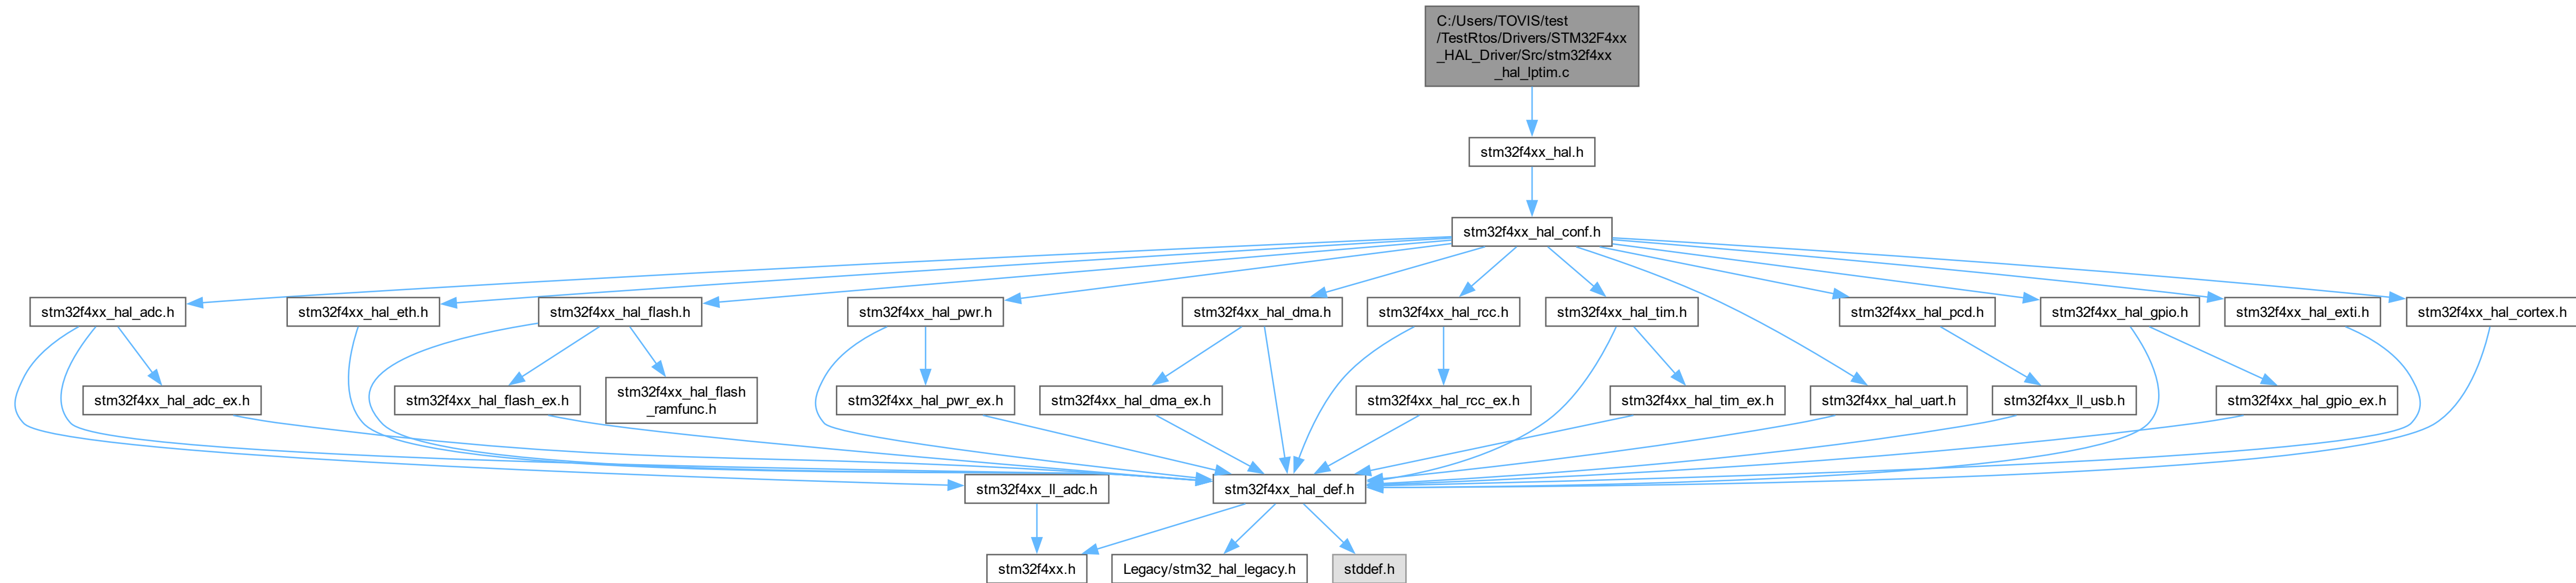 C:/Users/TOVIS/test
/TestRtos/Drivers/STM32F4xx
_HAL_Driver/Src/stm32f4xx
_hal_lptim.c
stm32f4xx_hal.h
stm32f4xx_hal_conf.h
stm32f4xx_hal_adc.h
stm32f4xx_hal_eth.h
stm32f4xx_hal_flash.h
stm32f4xx_hal_pwr.h
stm32f4xx_hal_dma.h
stm32f4xx_hal_rcc.h
stm32f4xx_hal_tim.h
stm32f4xx_hal_pcd.h
stm32f4xx_hal_gpio.h
stm32f4xx_hal_exti.h
stm32f4xx_hal_cortex.h
stm32f4xx_hal_adc_ex.h
stm32f4xx_hal_flash_ex.h
stm32f4xx_hal_flash
_ramfunc.h
stm32f4xx_hal_pwr_ex.h
stm32f4xx_hal_dma_ex.h
stm32f4xx_hal_rcc_ex.h
stm32f4xx_hal_tim_ex.h
stm32f4xx_hal_uart.h
stm32f4xx_ll_usb.h
stm32f4xx_hal_gpio_ex.h
stm32f4xx_ll_adc.h
stm32f4xx_hal_def.h
stm32f4xx.h
Legacy/stm32_hal_legacy.h
stddef.h